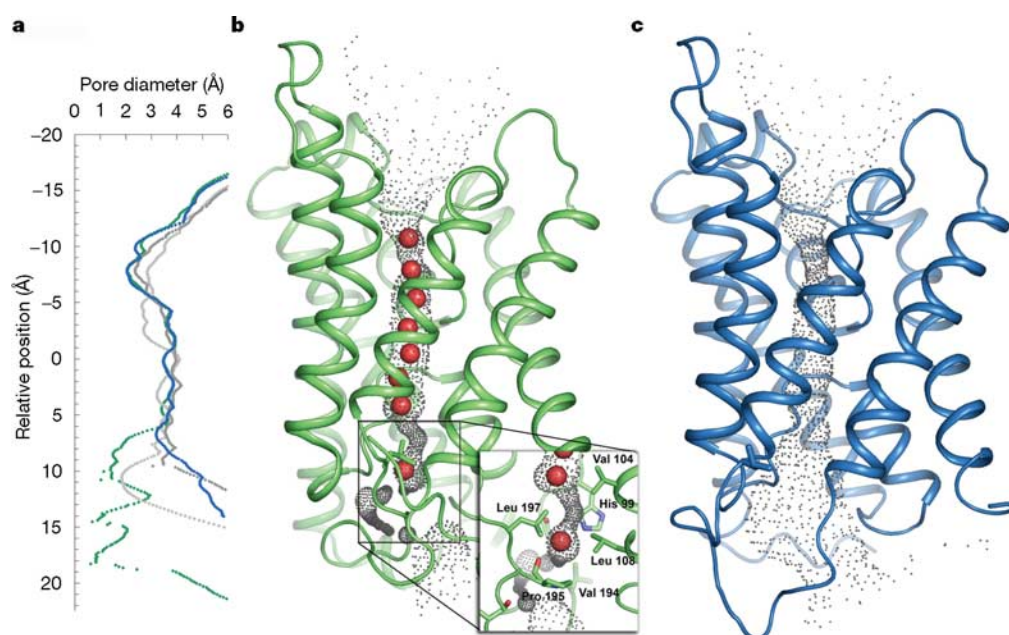 a
b
c
Pore diameter (Å)
0 1 2 3 4 5 6
–20
–15
–10
–5
0
5
10
15
20
Relative position (Å)
Val 104
His 99
Leu 197
Leu 108
Pro 195
Val 194